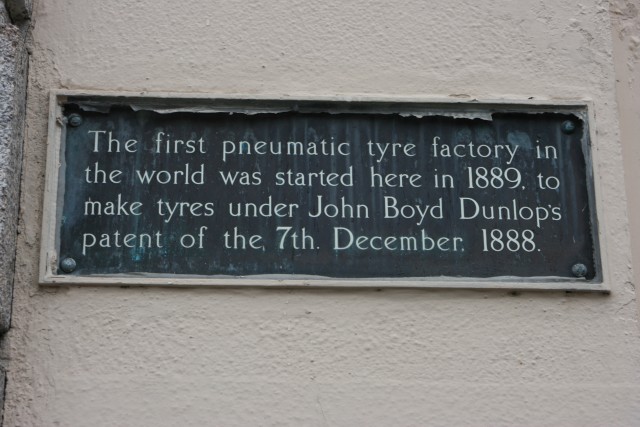 The first pneumatic tyre factory in
the world was started here in 1889, to
make tyres under John Boyd Dunlop's
patent of the 7th. December, 1888.